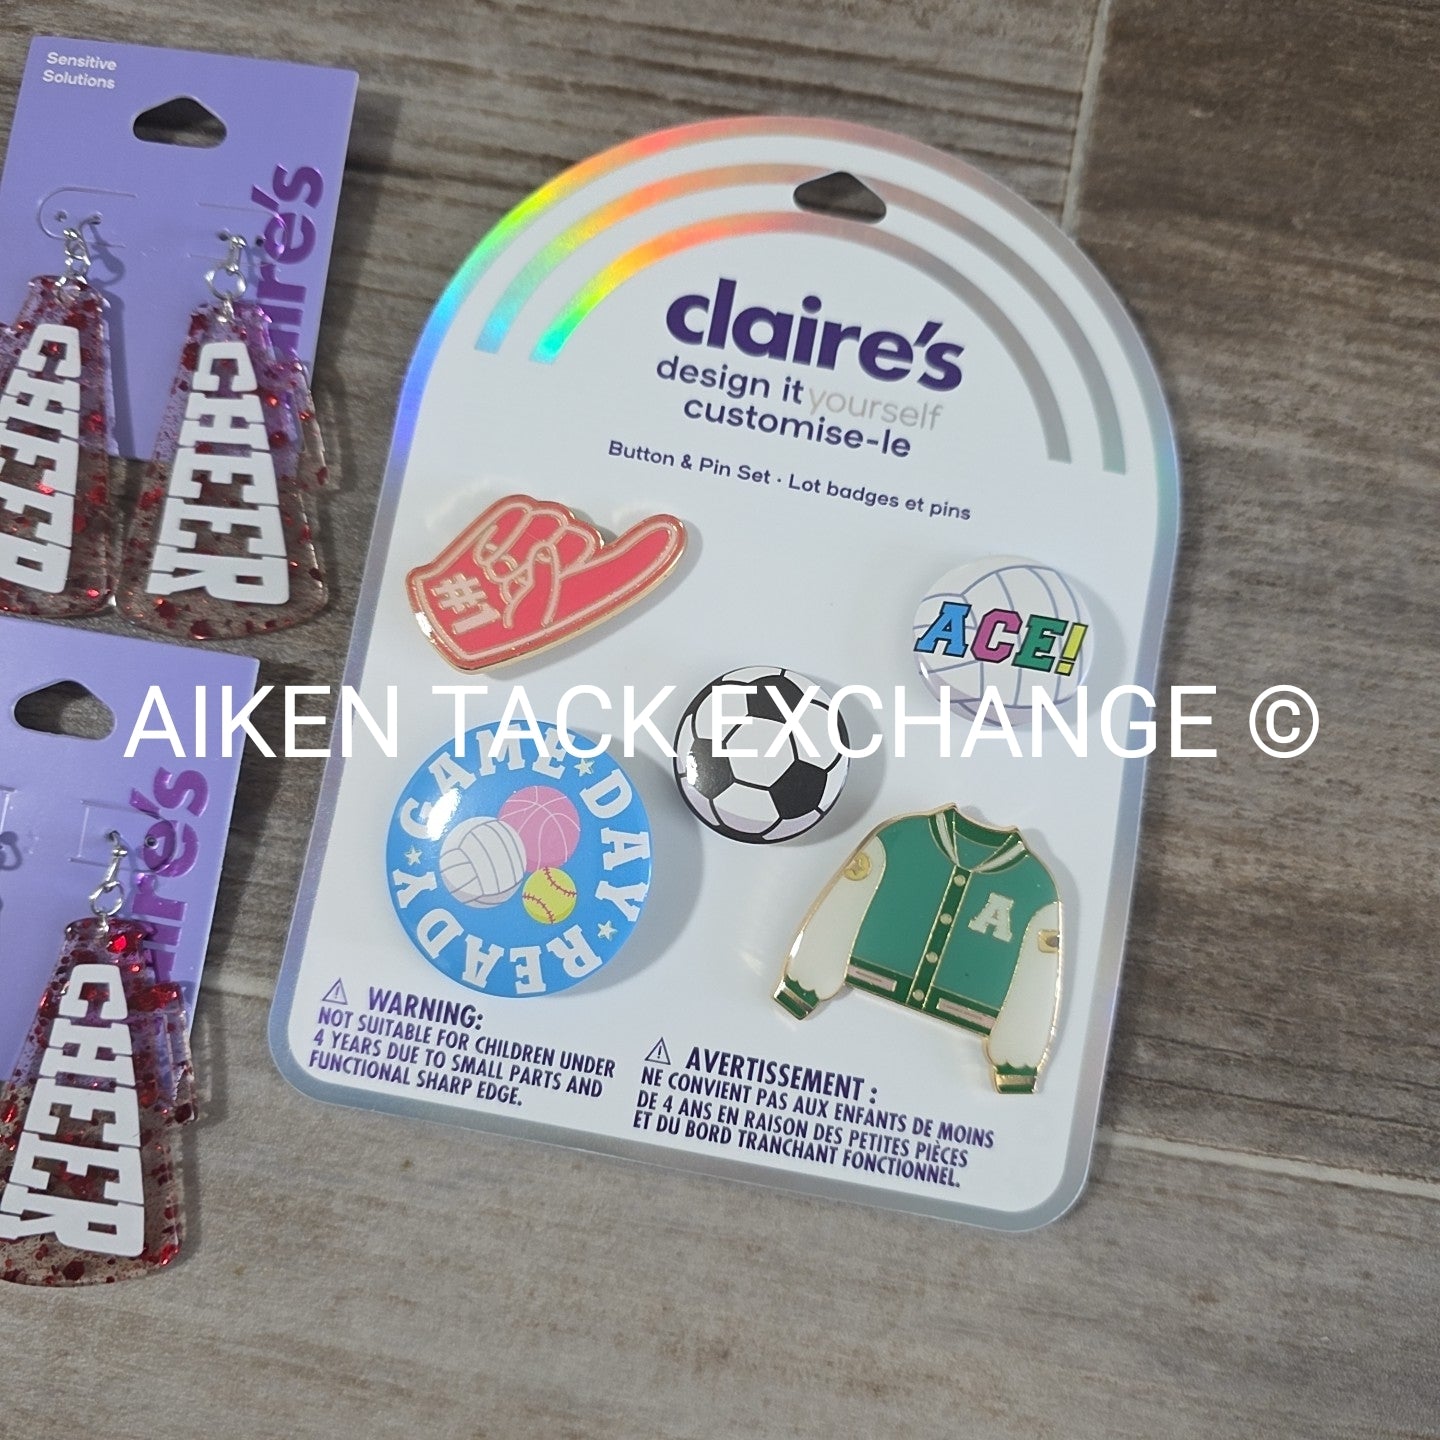 Sensitive
Solutions
claire's
CHEER
CHEER
claire's
CHEER
claire's
design it yourself
customise-le
Button & Pin Set · Lot badges et pins
#1
ACE!
AIKEN TACK EXCHANGE ©
GAME DAY
READY
A
WARNING:
NOT SUITABLE FOR CHILDREN UNDER
4 YEARS DUE TO SMALL PARTS AND
FUNCTIONAL SHARP EDGE.
AVERTISSEMENT :
NE CONVIENT PAS AUX ENFANTS DE MOINS
DE 4 ANS EN RAISON DES PETITES PIÈCES
ET DU BORD TRANCHANT FONCTIONNEL.